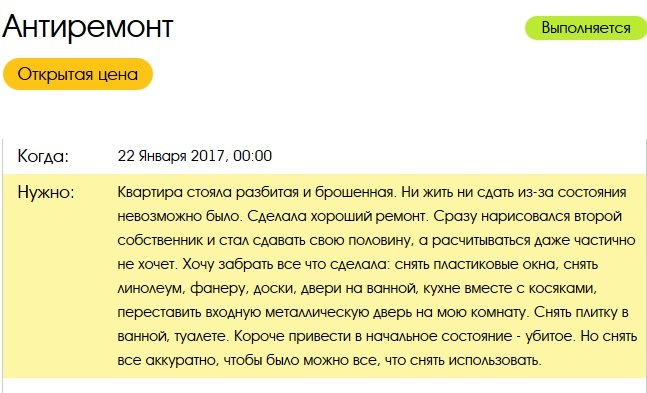 Антиремонт
Выполняется
Открытая цена
Когда: 22 Января 2017, 00:00
Нужно: Квартира стояла разбитая и брошенная. Ни жить ни сдать из-за состояния
невозможно было. Сделала хороший ремонт. Сразу нарисовался второй
собственник и стал сдавать свою половину, а расчитываться даже частично
не хочет. Хочу забрать все что сделала: снять пластиковые окна, снять
линолеум, фанеру, доски, двери на ванной, кухне вместе с косяками,
переставить входную металлическую дверь на мою комнату. Снять плитку в
ванной, туалете. Короче привести в начальное состояние - убитое. Но снять
все аккуратно, чтобы было можно все, что снять использовать.